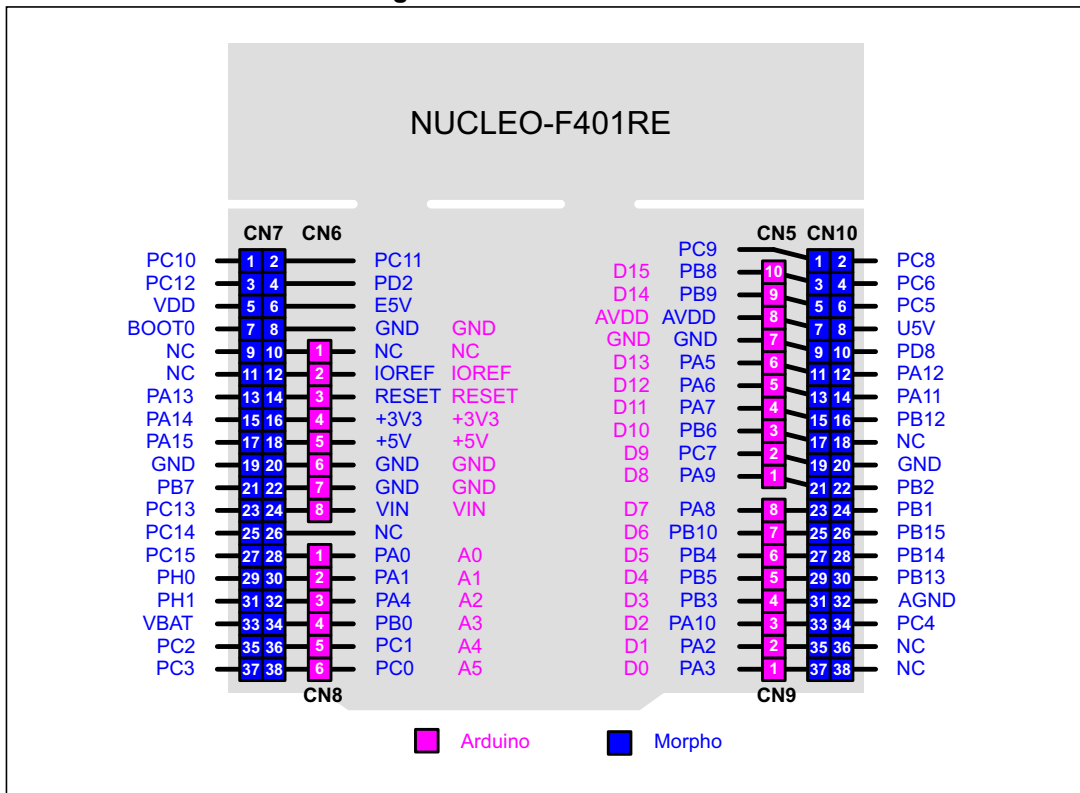 NUCLEO-F401RE
CN7 CN6 CN5 CN10
PC10 1 2 PC11 PC9 1 2 PC8
PC12 3 4 PD2 D15 PB8 10 3 4 PC6
VDD 5 6 E5V D14 PB9 9 5 6 PC5
BOOT0 7 8 GND GND AVDD AVDD 8 7 8 U5V
NC 9 10 1 NC NC GND GND 7 9 10 PD8
NC 11 12 2 IOREF IOREF D13 PA5 6 11 12 PA12
PA13 13 14 3 RESET RESET D12 PA6 5 13 14 PA11
PA14 15 16 4 +3V3 +3V3 D11 PA7 4 15 16 PB12
PA15 17 18 5 +5V +5V D10 PB6 3 17 18 NC
GND 19 20 6 GND GND D9 PC7 2 19 20 GND
PB7 21 22 7 GND GND D8 PA9 1 21 22 PB2
PC13 23 24 8 VIN VIN D7 PA8 8 23 24 PB1
PC14 25 26 NC D6 PB10 7 25 26 PB15
PC15 27 28 1 PA0 A0 D5 PB4 6 27 28 PB14
PH0 29 30 2 PA1 A1 D4 PB5 5 29 30 PB13
PH1 31 32 3 PA4 A2 D3 PB3 4 31 32 AGND
VBAT 33 34 4 PB0 A3 D2 PA10 3 33 34 PC4
PC2 35 36 5 PC1 A4 D1 PA2 2 35 36 NC
PC3 37 38 6 PC0 A5 D0 PA3 1 37 38 NC
CN8 CN9
Arduino Morpho